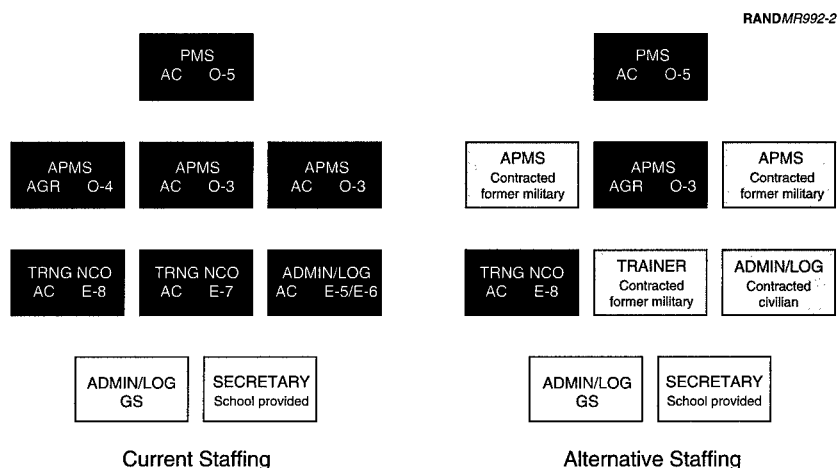 RANDMR992-2
PMS
AC O-5
APMS
AGR O-4
APMS
AC O-3
APMS
AC O-3
TRNG NCO
AC E-8
TRNG NCO
AC E-7
ADMIN/LOG
AC E-5/E-6
ADMIN/LOG
GS
SECRETARY
School provided
Current Staffing
PMS
AC O-5
APMS
Contracted
former military
APMS
AGR O-3
APMS
Contracted
former military
TRNG NCO
AC E-8
TRAINER
Contracted
former military
ADMIN/LOG
Contracted
civilian
ADMIN/LOG
GS
SECRETARY
School provided
Alternative Staffing